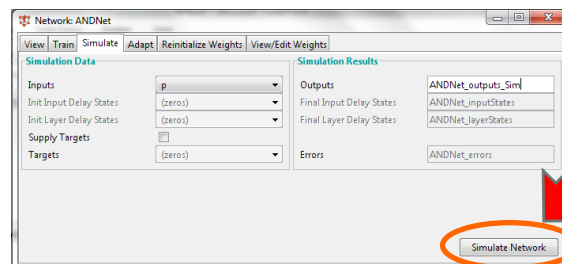 Network: ANDNet
View Train Simulate Adapt Reinitialize Weights View/Edit Weights
Simulation Data
Inputs p
Init Input Delay States (zeros)
Init Layer Delay States (zeros)
Supply Targets
Targets (zeros)
Simulation Results
Outputs ANDNet_outputs_Sim
Final Input Delay States ANDNet_inputStates
Final Layer Delay States ANDNet_layerStates
Errors ANDNet_errors
Simulate Network